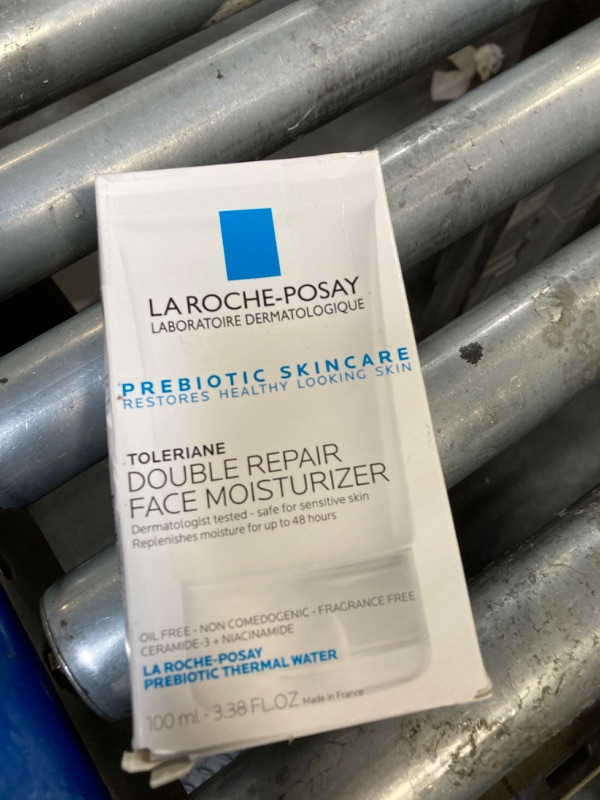 LA ROCHE-POSAY
LABORATOIRE DERMATOLOGIQUE
PREBIOTIC SKINCARE
RESTORES HEALTHY LOOKING SKIN
TOLERIANE
DOUBLE REPAIR
FACE MOISTURIZER
Dermatologist tested - safe for sensitive skin
Replenishes moisture for up to 48 hours
OIL FREE - NON COMEDOGENIC - FRAGRANCE FREE
CERAMIDE-3 + NIACINAMIDE
LA ROCHE-POSAY
PREBIOTIC THERMAL WATER
100 ml - 3.38 FL.OZ Made in France